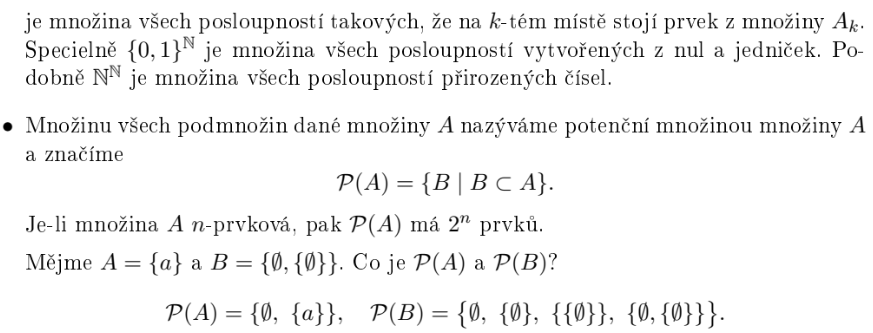 je množina všech posloupností takových, že na k-tém místě stojí prvek z množiny A_k.
Specielně {0, 1}^ℕ je množina všech posloupností vytvořených z nul a jedniček. Po-
dobně ℕ^ℕ je množina všech posloupností přirozených čísel.
• Množinu všech podmnožin dané množiny A nazýváme potenční množinou množiny A
a značíme
𝒫(A) = {B | B ⊂ A}.
Je-li množina A n-prvková, pak 𝒫(A) má 2^n prvků.
Mějme A = {a} a B = {∅, {∅}}. Co je 𝒫(A) a 𝒫(B)?
𝒫(A) = {∅, {a}}, 𝒫(B) = {∅, {∅}, {{∅}}, {∅, {∅}}}.